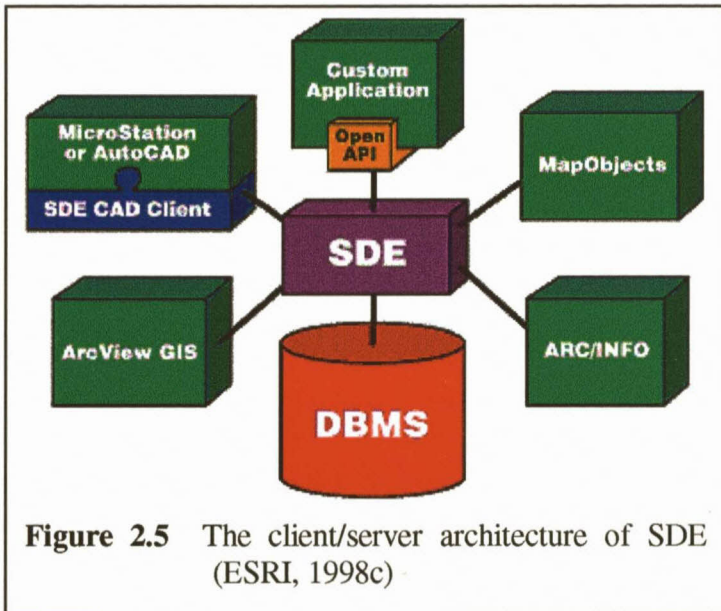 Custom
Application
Open
API
MicroStation
or AutoCAD
SDE CAD Client
MapObjects
SDE
ArcView GIS
ARC/INFO
DBMS
Figure 2.5 The client/server architecture of SDE
(ESRI, 1998c)